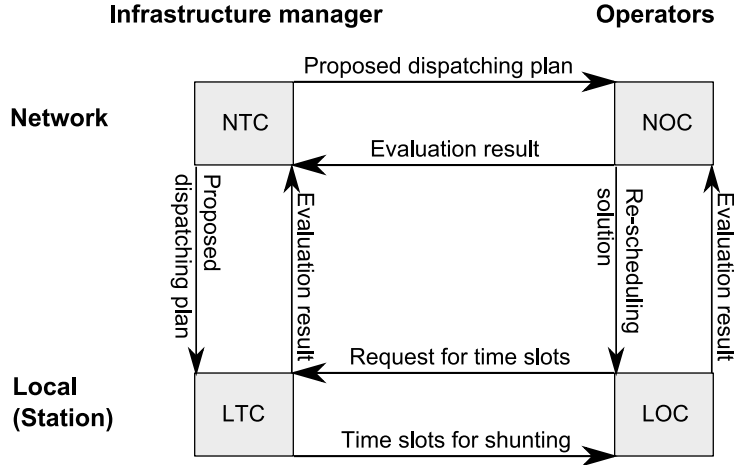 Infrastructure manager
Operators
Proposed dispatching plan
Network
NTC
NOC
Evaluation result
Proposed
dispatching plan
Evaluation result
Re-scheduling
solution
Evaluation result
Request for time slots
Local
(Station)
LTC
LOC
Time slots for shunting